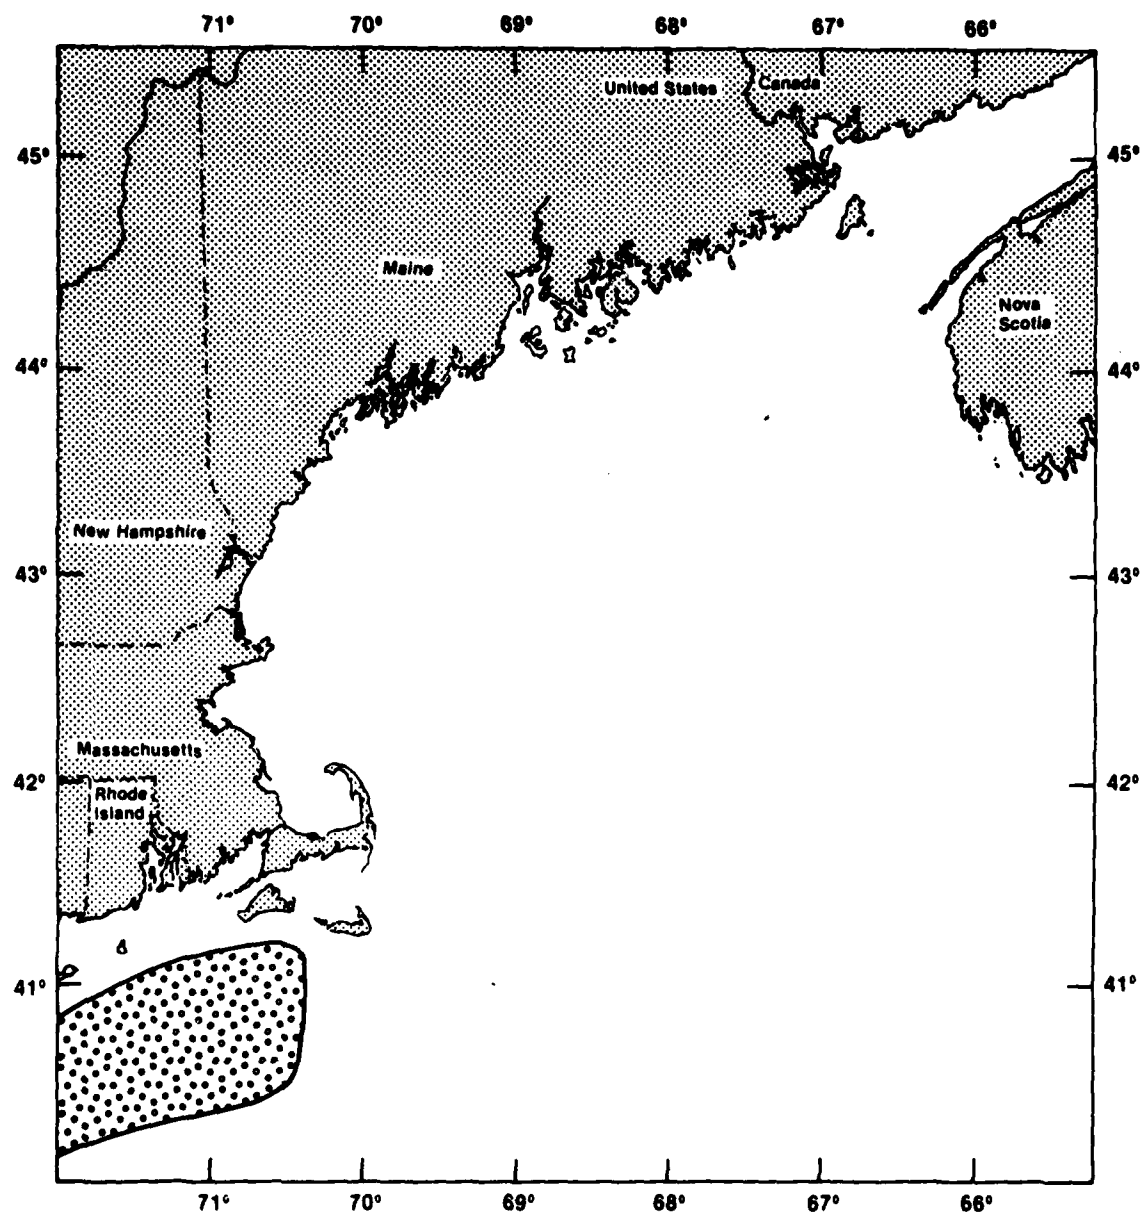 71° 70° 69° 68° 67° 66°
United States Canada
45° 45°
Maine
Nova
Scotia
44° 44°
New Hampshire
43° 43°
Massachusetts
42° 42°
Rhode
Island
41° 41°
71° 70° 69° 68° 67° 66°